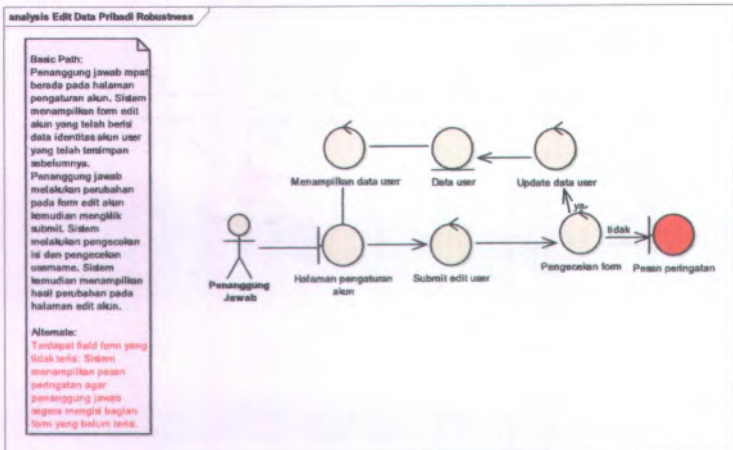 analysis Edit Data Pribadi Robustness
Basic Path:
Penanggung jawab mpat
berada pada halaman
pengaturan akun. Sistem
menampilkan form edit
akun yang telah berisi
data identitas akun user
yang telah tersimpan
sebelumnya.
Penanggung jawab
melakukan perubahan
pada form edit akun
kemudian mengklik
submit. Sistem
melakukan pengecekan
isi dan pengecekan
username. Sistem
kemudian menampilkan
hasil perubahan pada
halaman edit akun.
Alternate:
Terdapat field form yang
tidak terisi: Sistem
menampilkan pesan
peringatan agar
penanggung jawab
segera mengisi bagian
form yang belum terisi.
Menampilkan data user
Data user
Update data user
ya
tidak
Penanggung
Jawab
Halaman pengaturan
akun
Submit edit user
Pengecekan form
Pesan peringatan